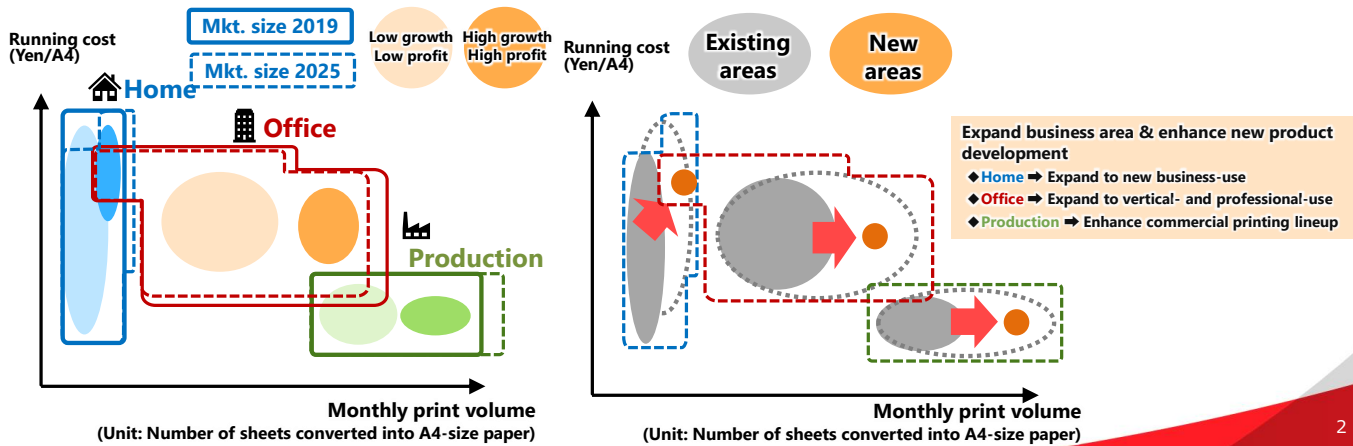 Running cost
(Yen/A4)
Mkt. size 2019
Mkt. size 2025
Low growth
Low profit
High growth
High profit
Home
Office
Production
Monthly print volume
(Unit: Number of sheets converted into A4-size paper)
Running cost
(Yen/A4)
Existing
areas
New
areas
Expand business area & enhance new product
development
◆Home ➡ Expand to new business-use
◆Office ➡ Expand to vertical- and professional-use
◆Production ➡ Enhance commercial printing lineup
Monthly print volume
(Unit: Number of sheets converted into A4-size paper)
2